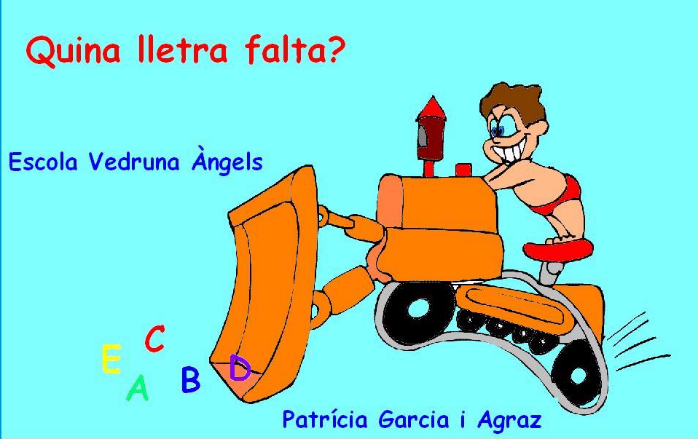 Quina lletra falta?
Escola Vedruna Àngels
C
E
A
B
D
Patrícia Garcia i Agraz